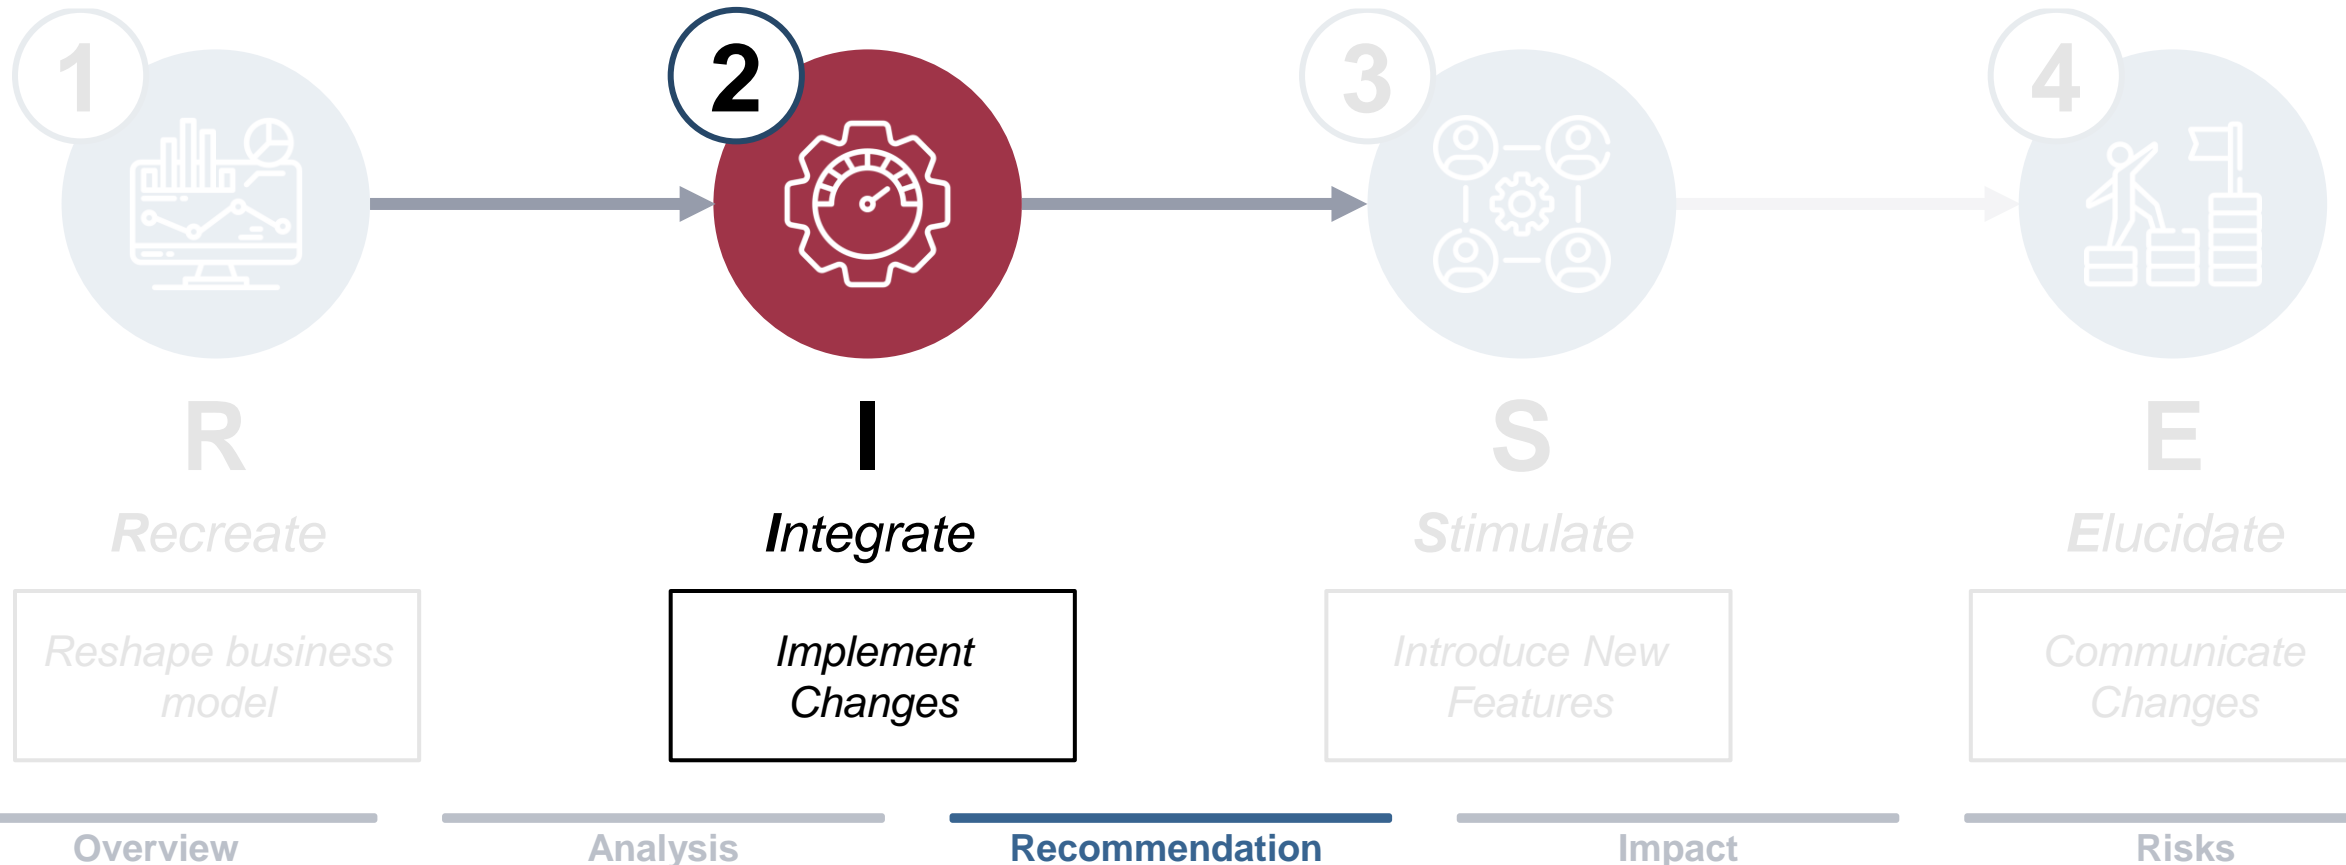 1
2
3
4
R
I
S
E
Recreate
Integrate
Stimulate
Elucidate
Reshape business
model
Implement
Changes
Introduce New
Features
Communicate
Changes
Overview
Analysis
Recommendation
Impact
Risks